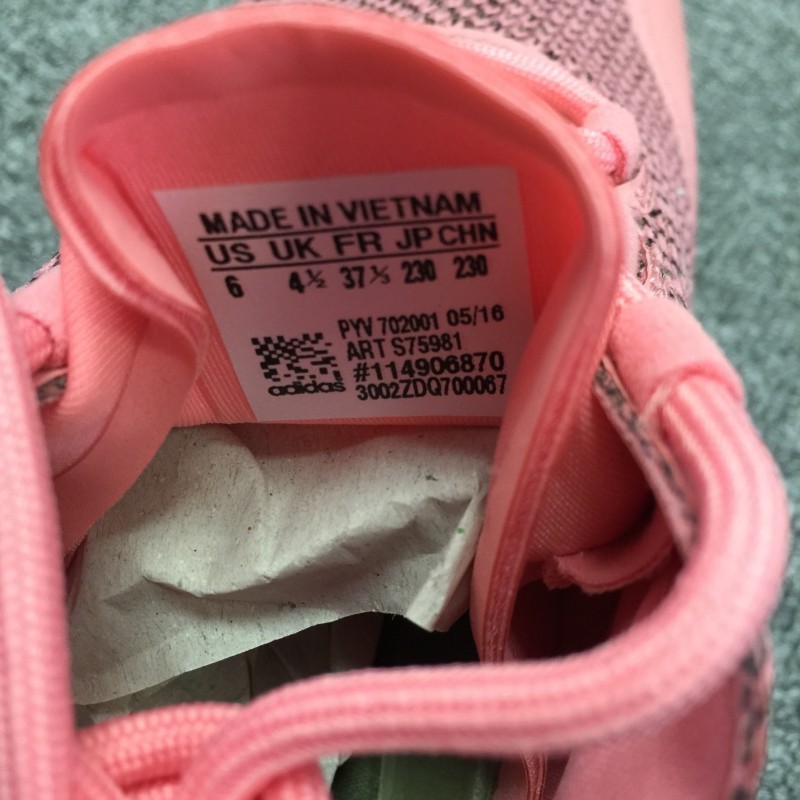 MADE IN VIETNAM
US UK FR JP CHN
6 4½ 37⅓ 230 230
PYV 702001 05/16
ART S75981
#114906870
adidas 3002ZDQ700067